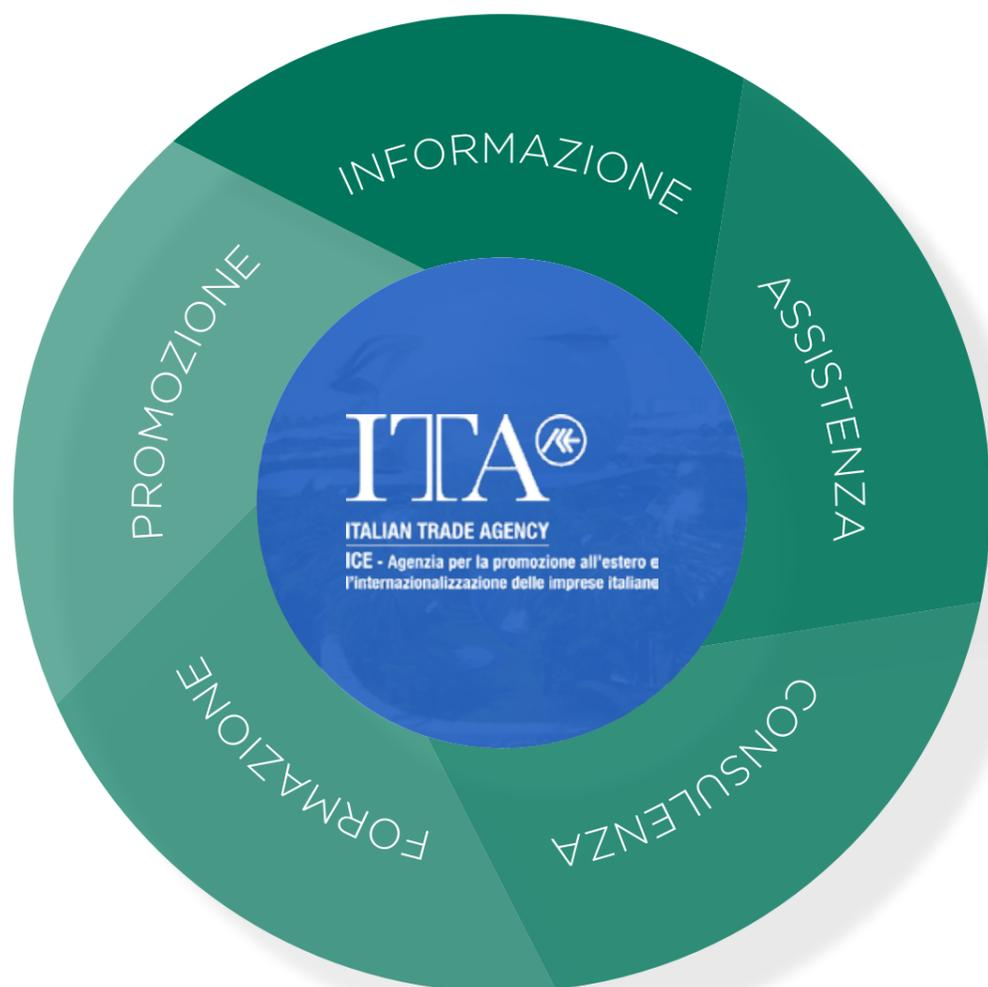 INFORMAZIONE
ASSISTENZA
CONSULENZA
FORMAZIONE
PROMOZIONE
ITA
ITALIAN TRADE AGENCY
ICE - Agenzia per la promozione all'estero e
l'internazionalizzazione delle imprese italiane